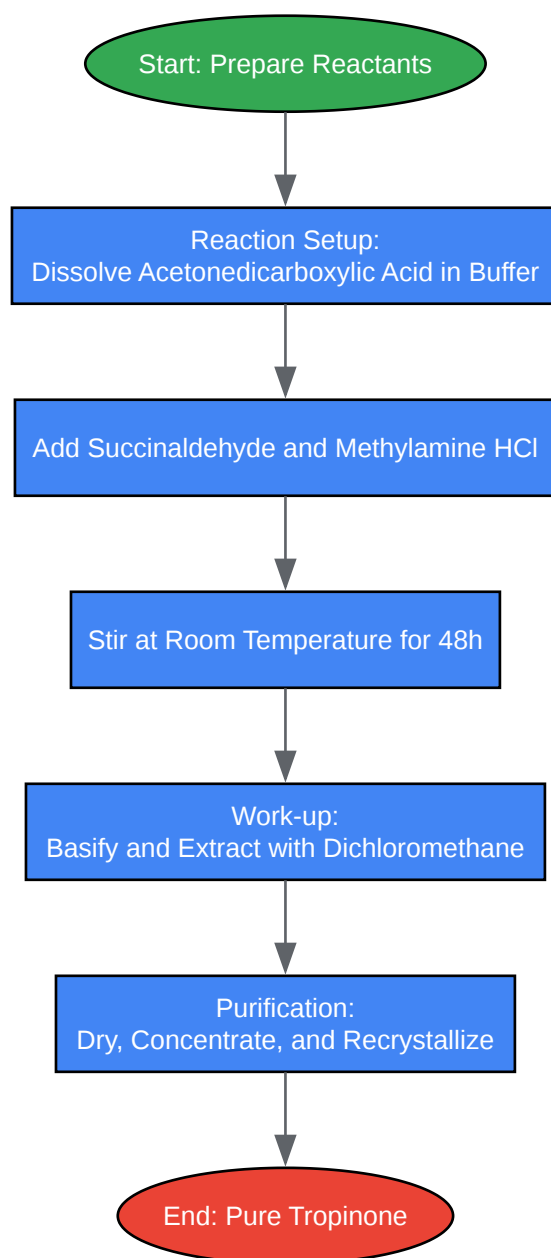 Start: Prepare Reactants
Reaction Setup:
Dissolve Acetonedicarboxylic Acid in Buffer
Add Succinaldehyde and Methylamine HCl
Stir at Room Temperature for 48h
Work-up:
Basify and Extract with Dichloromethane
Purification:
Dry, Concentrate, and Recrystallize
End: Pure Tropinone